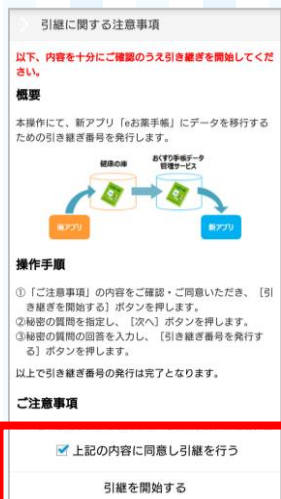 引継に関する注意事項
以下、内容を十分にご確認のうえ引き継ぎを開始してくだ
さい。
概要
本操作にて、新アプリ「eお薬手帳」にデータを移行する
ための引き継ぎ番号を発行します。
健康の庫
おくすり手帳データ
管理サービス
現アプリ
新アプリ
操作手順
①「ご注意事項」の内容をご確認・ご同意いただき、［引
き継ぎを開始する］ボタンを押します。
②秘密の質問を指定し、［次へ］ボタンを押します。
③秘密の質問の回答を入力し、［引き継ぎ番号を発行す
る］ボタンを押します。
以上で引き継ぎ番号の発行は完了となります。
ご注意事項
上記の内容に同意し引継を行う
引継を開始する